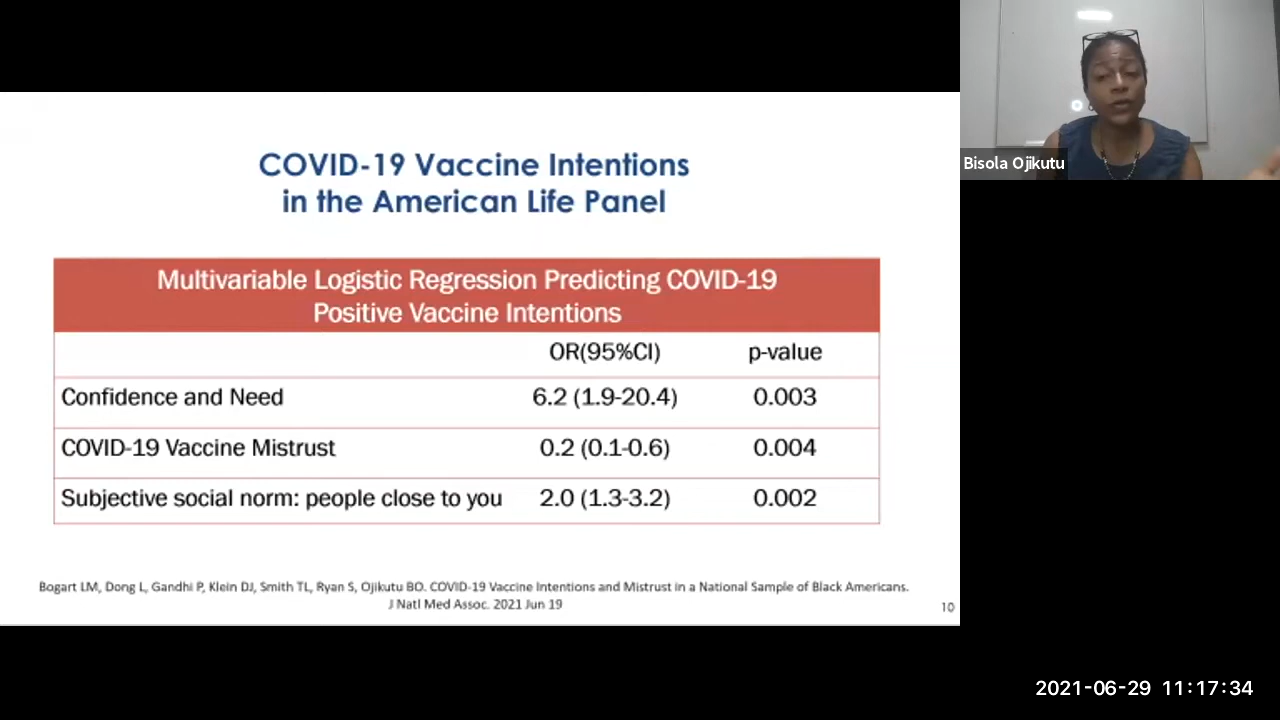 COVID-19 Vaccine Intentions
in the American Life Panel
Multivariable Logistic Regression Predicting COVID-19
Positive Vaccine Intentions
OR(95%CI) p-value
Confidence and Need 6.2 (1.9-20.4) 0.003
COVID-19 Vaccine Mistrust 0.2 (0.1-0.6) 0.004
Subjective social norm: people close to you 2.0 (1.3-3.2) 0.002
Bogart LM, Dong L, Gandhi P, Klein DJ, Smith TL, Ryan S, Ojikutu BO. COVID-19 Vaccine Intentions and Mistrust in a National Sample of Black Americans.
J Natl Med Assoc. 2021 Jun 19
10
Bisola Ojikutu
2021-06-29 11:17:34